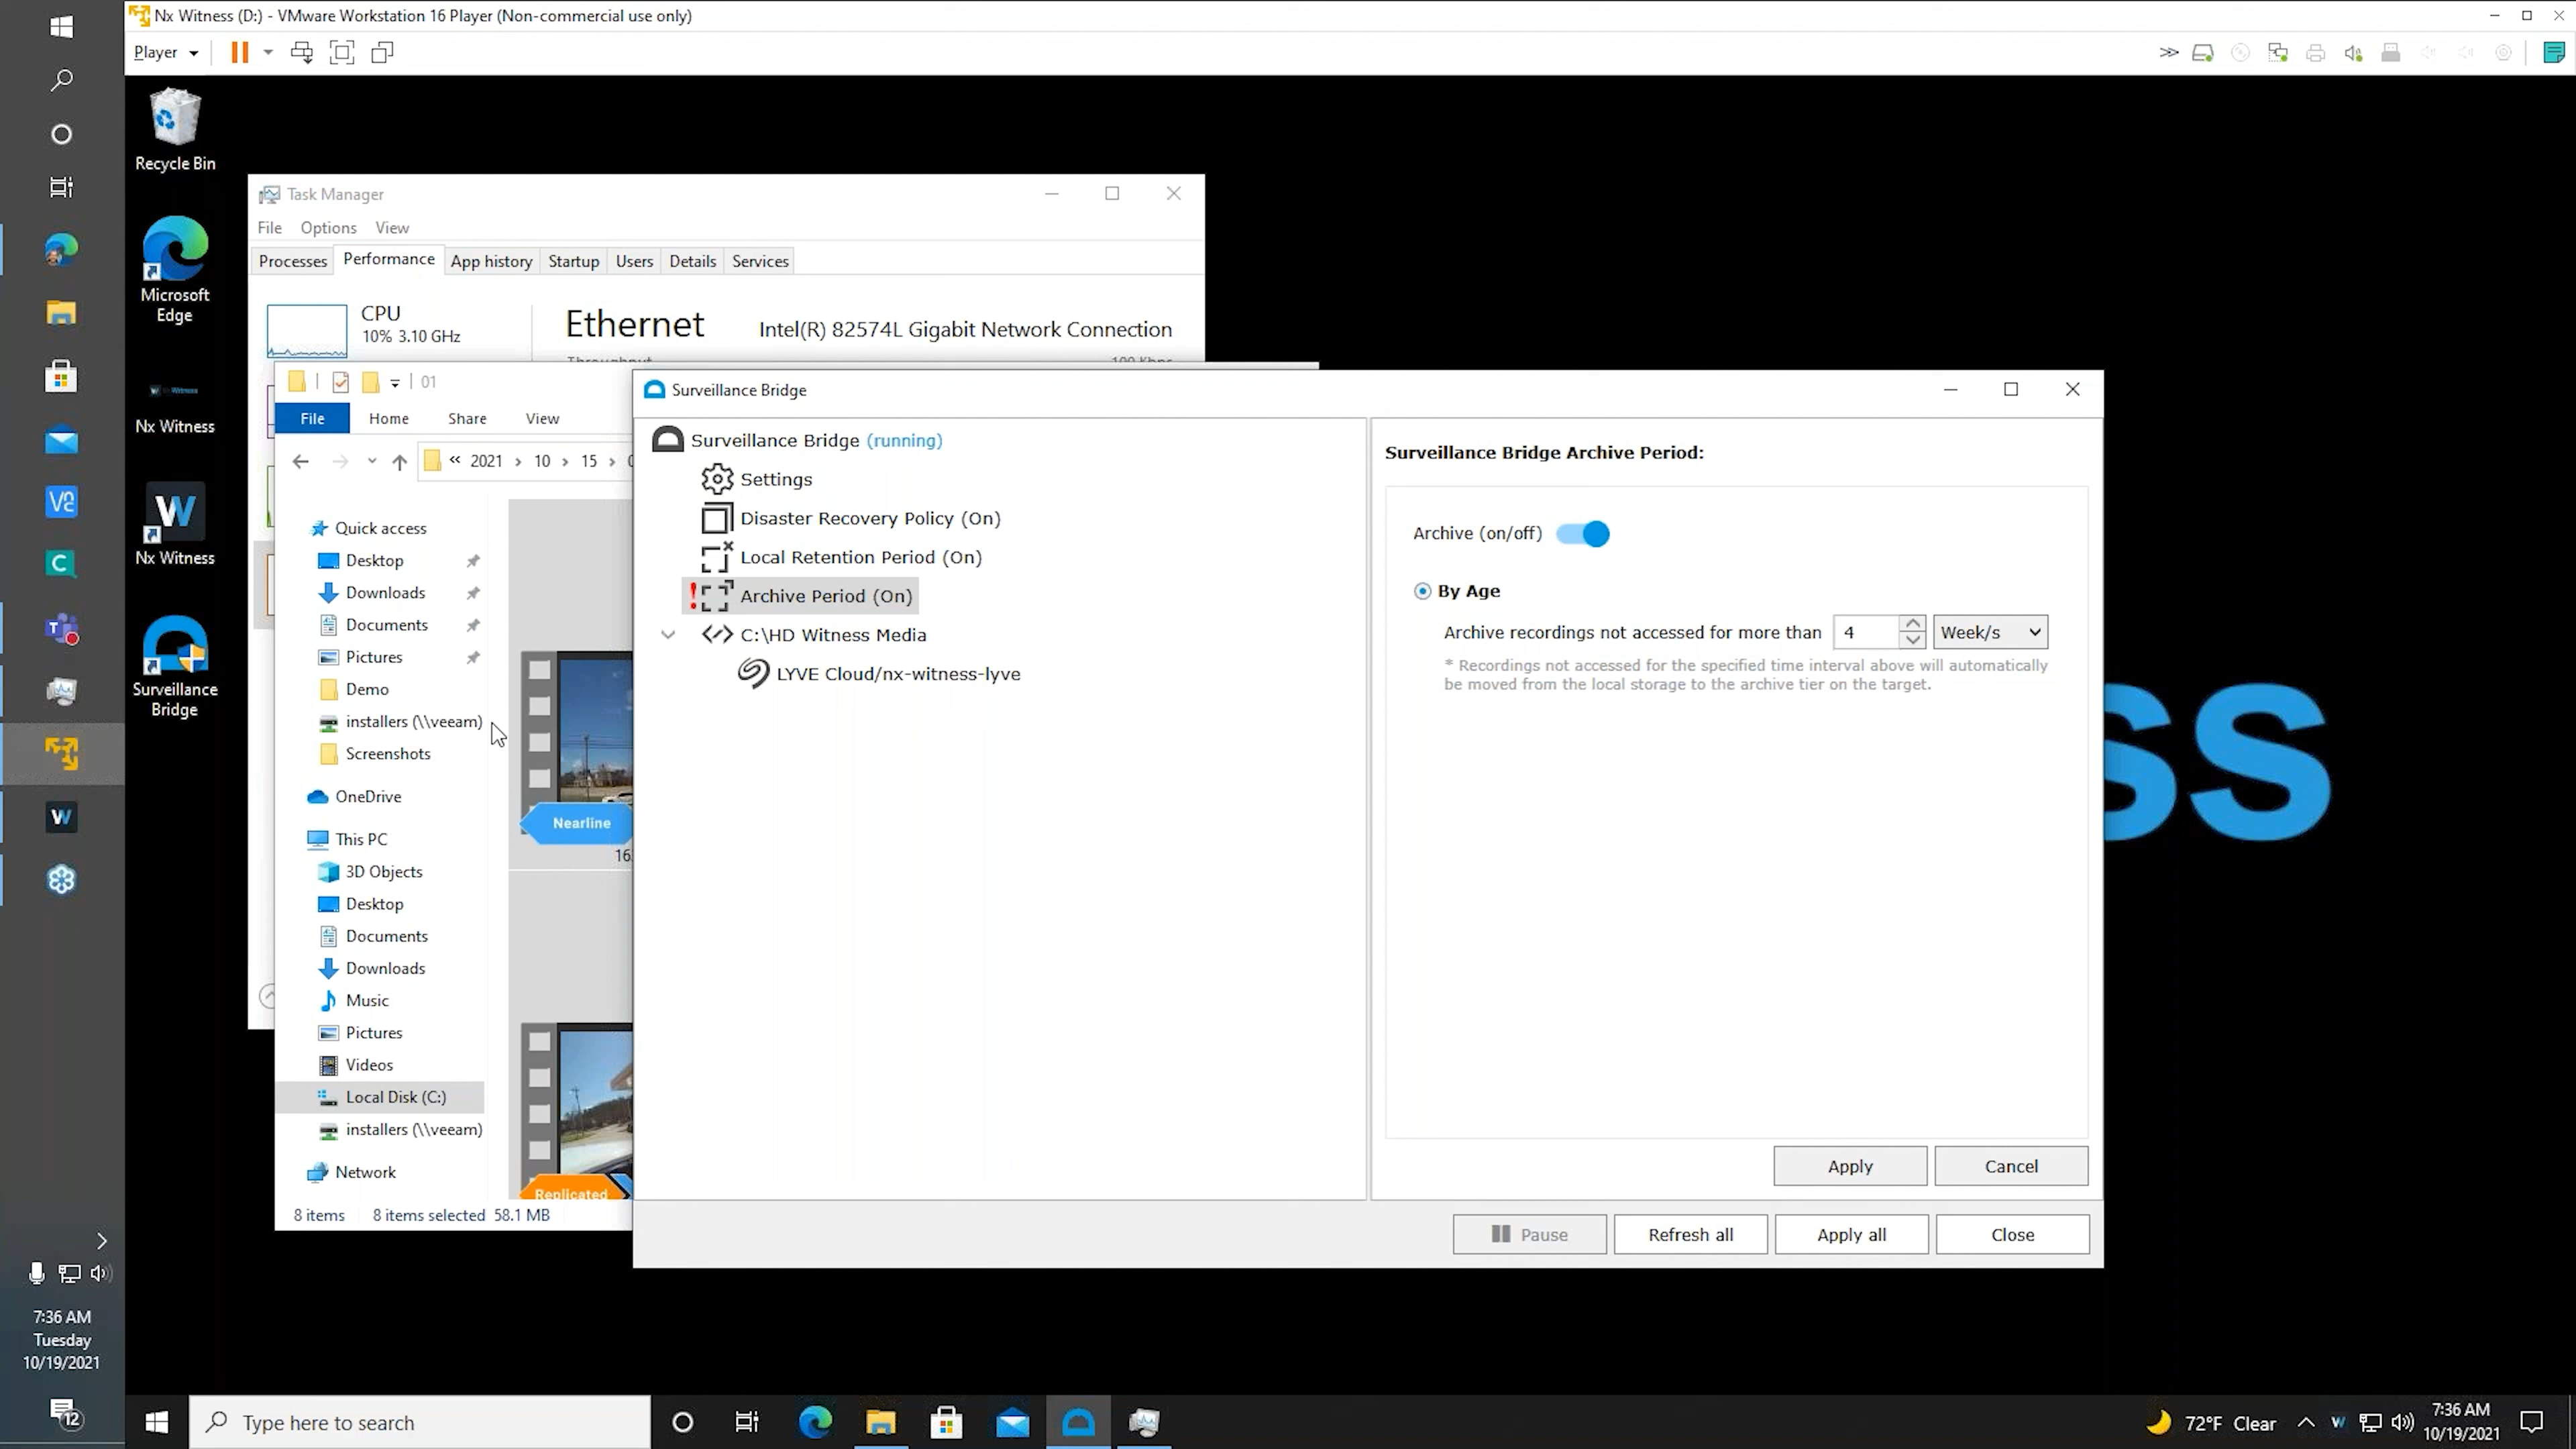 Nx Witness (D:) - VMware Workstation 16 Player (Non-commercial use only)
Player
Recycle Bin
Microsoft
Edge
Nx Witness
Nx Witness
Surveillance
Bridge
Task Manager
File Options View
Processes Performance App history Startup Users Details Services
CPU
10% 3.10 GHz
Ethernet
Intel(R) 82574L Gigabit Network Connection
01
File Home Share View
« 2021 › 10 › 15 ›
Quick access
Desktop
Downloads
Documents
Pictures
Demo
installers (\\veeam)
Screenshots
OneDrive
This PC
3D Objects
Desktop
Documents
Downloads
Music
Pictures
Videos
Local Disk (C:)
installers (\\veeam)
Network
8 items 8 items selected 58.1 MB
Nearline
Replicated
Surveillance Bridge
Surveillance Bridge (running)
Settings
Disaster Recovery Policy (On)
Local Retention Period (On)
! Archive Period (On)
C:\HD Witness Media
LYVE Cloud/nx-witness-lyve
Surveillance Bridge Archive Period:
Archive (on/off)
By Age
Archive recordings not accessed for more than 4 Week/s
* Recordings not accessed for the specified time interval above will automatically
be moved from the local storage to the archive tier on the target.
Apply Cancel
Pause Refresh all Apply all Close
ss
7:36 AM
Tuesday
10/19/2021
12
Type here to search
72°F Clear
7:36 AM
10/19/2021